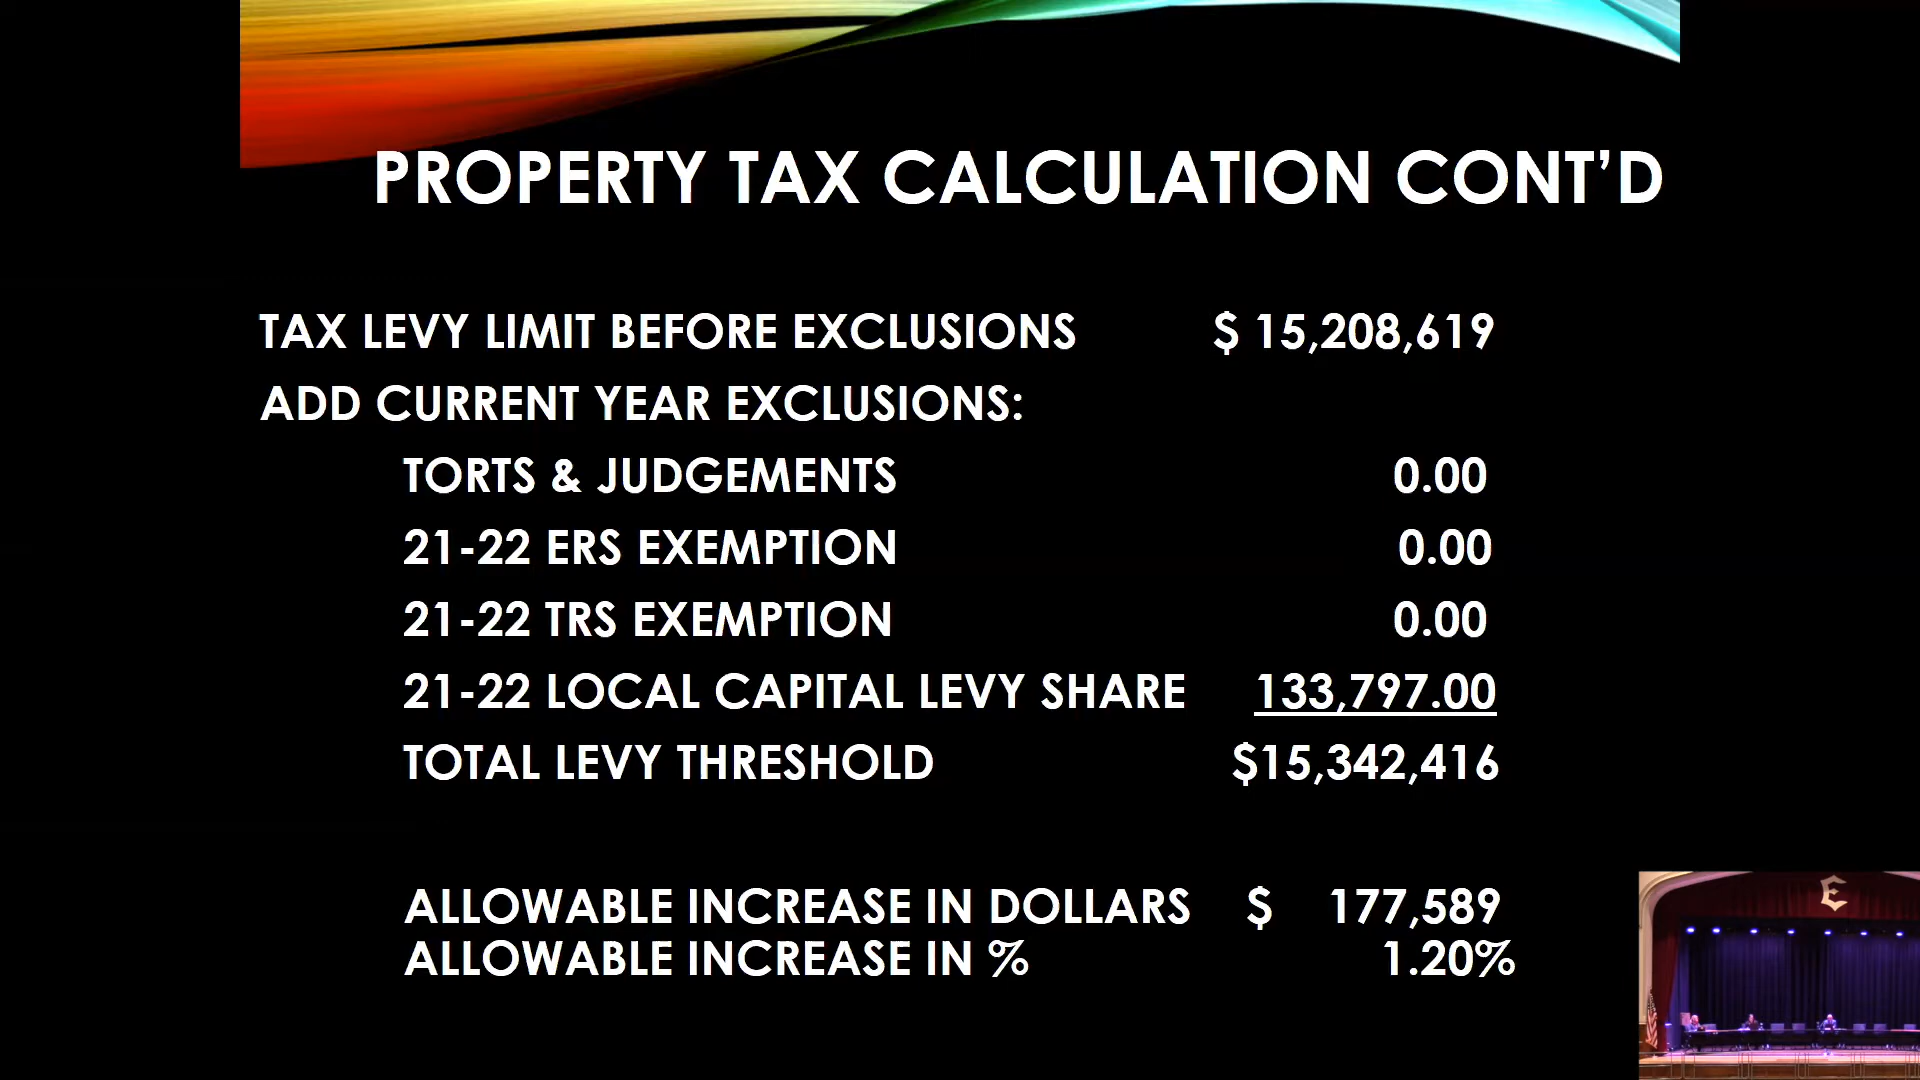 PROPERTY TAX CALCULATION CONT’D
TAX LEVY LIMIT BEFORE EXCLUSIONS $ 15,208,619
ADD CURRENT YEAR EXCLUSIONS:
TORTS & JUDGEMENTS 0.00
21-22 ERS EXEMPTION 0.00
21-22 TRS EXEMPTION 0.00
21-22 LOCAL CAPITAL LEVY SHARE 133,797.00
TOTAL LEVY THRESHOLD $15,342,416
ALLOWABLE INCREASE IN DOLLARS $ 177,589
ALLOWABLE INCREASE IN % 1.20%
E